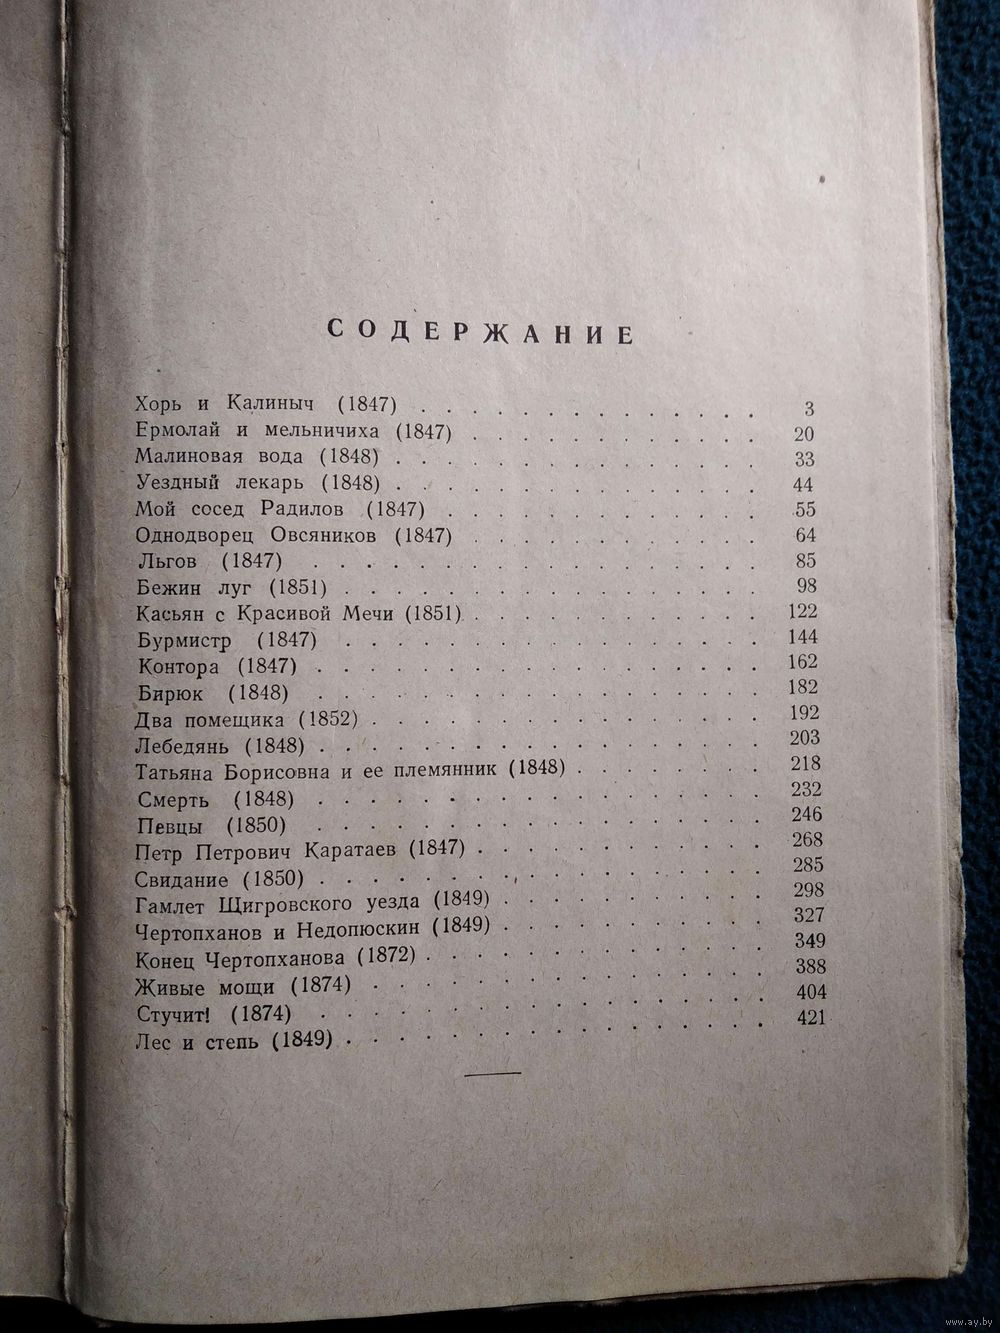 СОДЕРЖАНИЕ
Хорь и Калиныч (1847) . . . . . . . . . . . . . . 3
Ермолай и мельничиха (1847) . . . . . . . . . . . 20
Малиновая вода (1848) . . . . . . . . . . . . . . 33
Уездный лекарь (1848) . . . . . . . . . . . . . . 44
Мой сосед Радилов (1847) . . . . . . . . . . . . 55
Однодворец Овсяников (1847) . . . . . . . . . . . 64
Льгов (1847) . . . . . . . . . . . . . . . . . 85
Бежин луг (1851) . . . . . . . . . . . . . . . . 98
Касьян с Красивой Мечи (1851) . . . . . . . . . . . 122
Бурмистр (1847) . . . . . . . . . . . . . . . . 144
Контора (1847) . . . . . . . . . . . . . . . . . 162
Бирюк (1848) . . . . . . . . . . . . . . . . . 182
Два помещика (1852) . . . . . . . . . . . . . . . 192
Лебедянь (1848) . . . . . . . . . . . . . . . . . 203
Татьяна Борисовна и ее племянник (1848) . . . . . . . 218
Смерть (1848) . . . . . . . . . . . . . . . . . 232
Певцы (1850) . . . . . . . . . . . . . . . . . 246
Петр Петрович Каратаев (1847) . . . . . . . . . . . 268
Свидание (1850) . . . . . . . . . . . . . . . . . 285
Гамлет Щигровского уезда (1849) . . . . . . . . . . 298
Чертопханов и Недопюскин (1849) . . . . . . . . . . 327
Конец Чертопханова (1872) . . . . . . . . . . . . . 349
Живые мощи (1874) . . . . . . . . . . . . . . . 388
Стучит! (1874) . . . . . . . . . . . . . . . . . 404
Лес и степь (1849) . . . . . . . . . . . . . . . . 421
www.ay.by